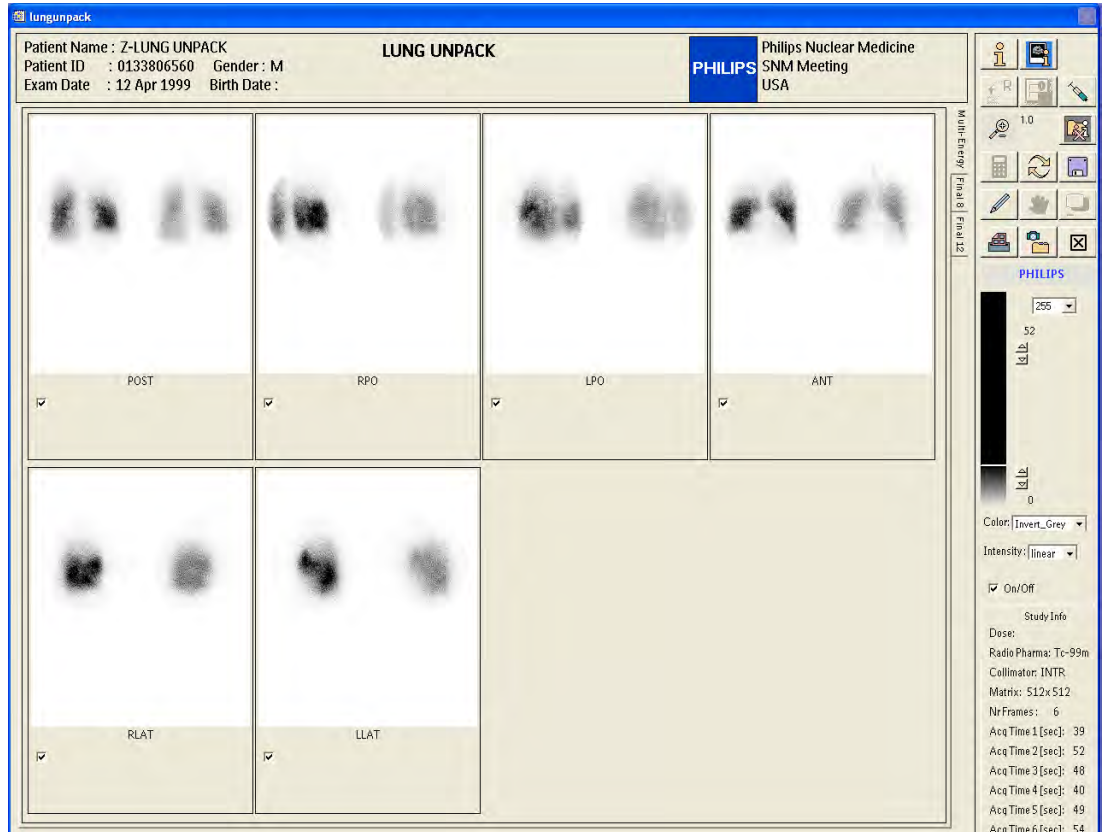 lungunpack
Patient Name : Z-LUNG UNPACK
Patient ID : 0133806560 Gender : M
Exam Date : 12 Apr 1999 Birth Date :
LUNG UNPACK
PHILIPS
Philips Nuclear Medicine
SNM Meeting
USA
POST
RPO
LPO
ANT
RLAT
LLAT
Multi-Energy
Final 8
Final 12
R
1.0
PHILIPS
255
52
0
Color: Invert_Grey
Intensity: linear
On/Off
Study Info
Dose:
Radio Pharma: Tc-99m
Collimator: INTR
Matrix: 512x512
Nr Frames: 6
Acq Time 1 [sec]: 39
Acq Time 2 [sec]: 52
Acq Time 3 [sec]: 48
Acq Time 4 [sec]: 40
Acq Time 5 [sec]: 49
Acq Time 6 [sec]: 54